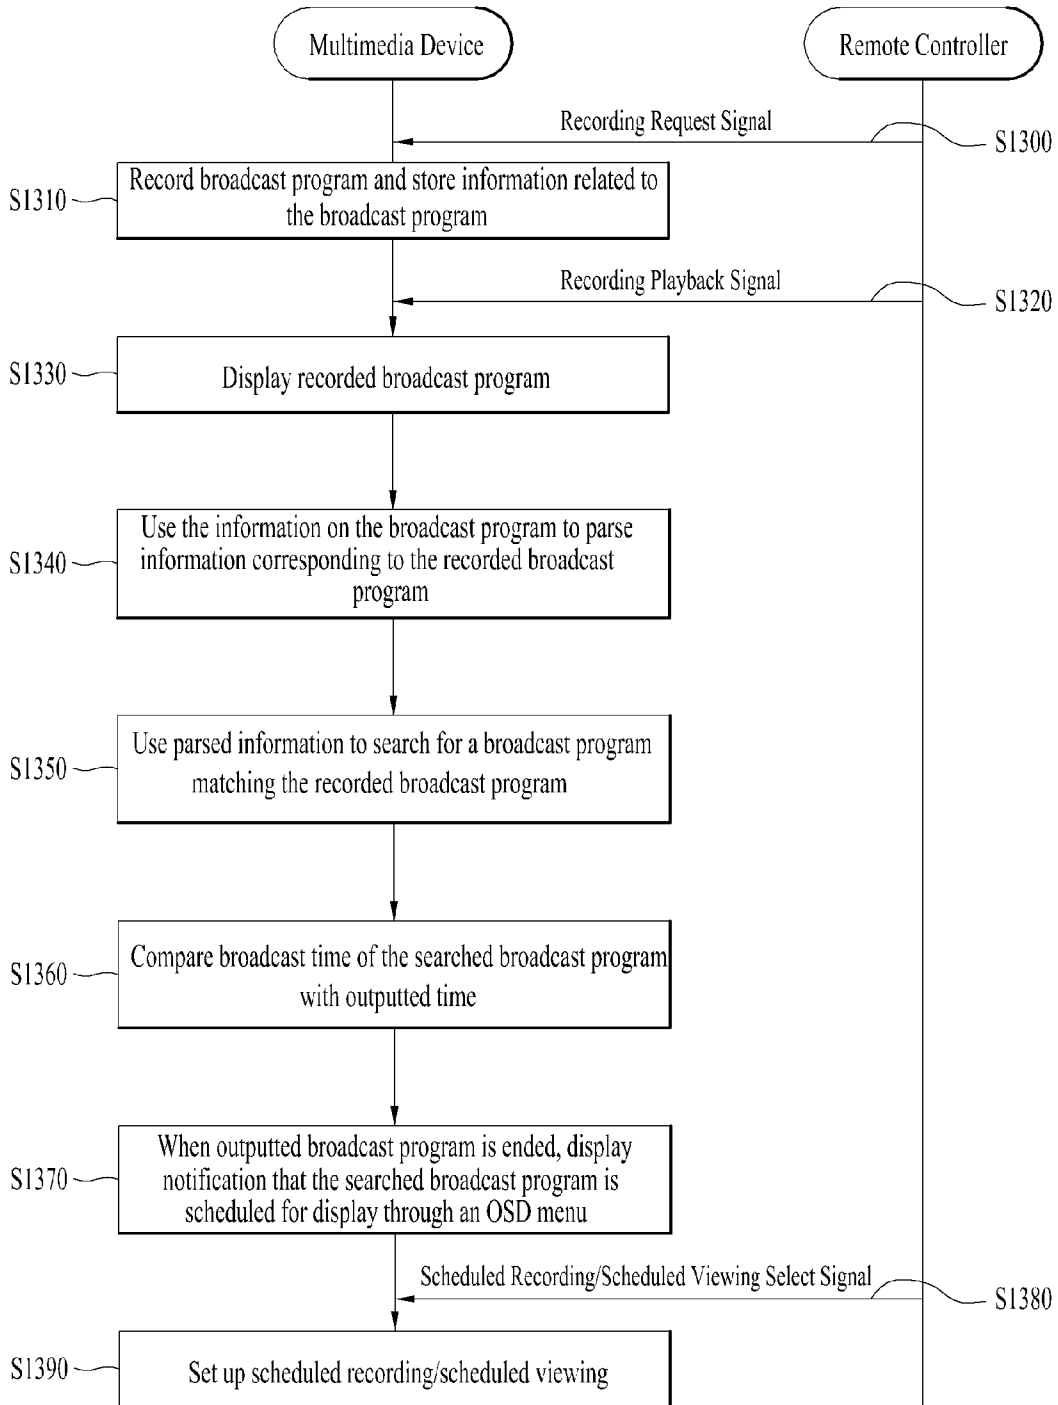 Multimedia Device
Remote Controller
Recording Request Signal
S1300
S1310
Record broadcast program and store information related to
the broadcast program
Recording Playback Signal
S1320
S1330
Display recorded broadcast program
S1340
Use the information on the broadcast program to parse
information corresponding to the recorded broadcast
program
S1350
Use parsed information to search for a broadcast program
matching the recorded broadcast program
S1360
Compare broadcast time of the searched broadcast program
with outputted time
S1370
When outputted broadcast program is ended, display
notification that the searched broadcast program is
scheduled for display through an OSD menu
Scheduled Recording/Scheduled Viewing Select Signal
S1380
S1390
Set up scheduled recording/scheduled viewing